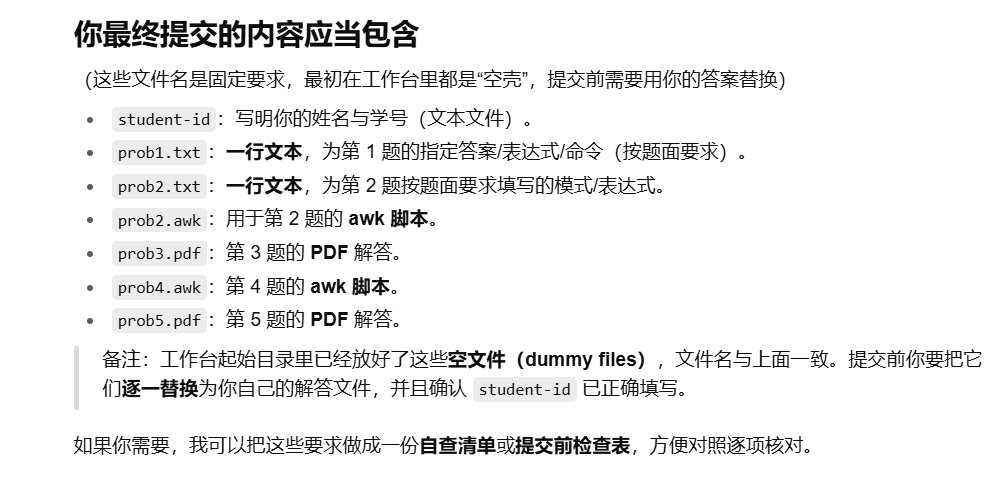 你最终提交的内容应当包含
（这些文件名是固定要求，最初在工作台里都是“空壳”，提交前需要用你的答案替换）
• student-id：写明你的姓名与学号（文本文件）。
• prob1.txt：一行文本，为第 1 题的指定答案/表达式/命令（按题面要求）。
• prob2.txt：一行文本，为第 2 题按题面要求填写的模式/表达式。
• prob2.awk：用于第 2 题的 awk 脚本。
• prob3.pdf：第 3 题的 PDF 解答。
• prob4.awk：第 4 题的 awk 脚本。
• prob5.pdf：第 5 题的 PDF 解答。
备注：工作台起始目录里已经放好了这些空文件（dummy files），文件名与上面一致。提交前你要把它
们逐一替换为你自己的解答文件，并且确认 student-id 已正确填写。
如果你需要，我可以把这些要求做成一份自查清单或提交前检查表，方便对照逐项核对。